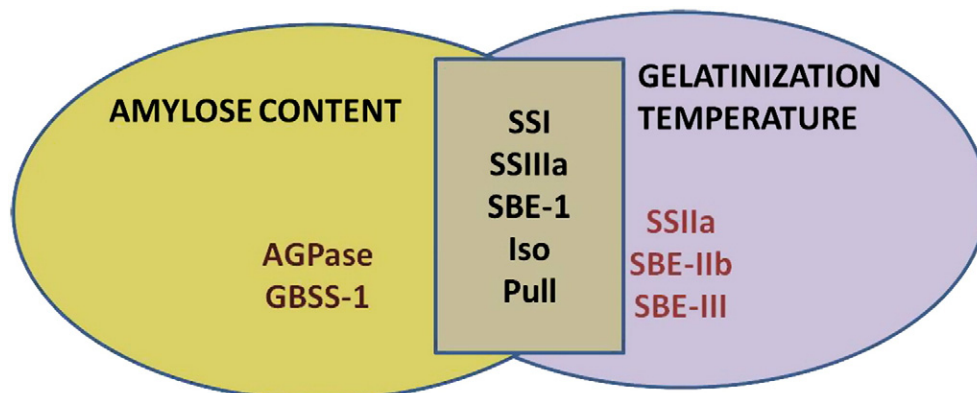 AMYLOSE CONTENT
AGPase
GBSS-1
SSI
SSIIIa
SBE-1
Iso
Pull
GELATINIZATION
TEMPERATURE
SSIIa
SBE-IIb
SBE-III